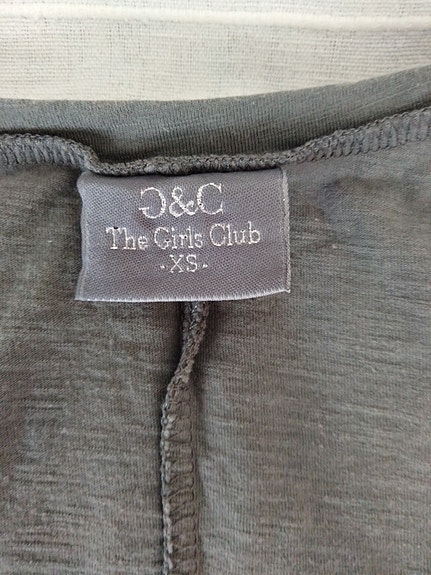 Ɔ&C
The Girls Club
-XS-